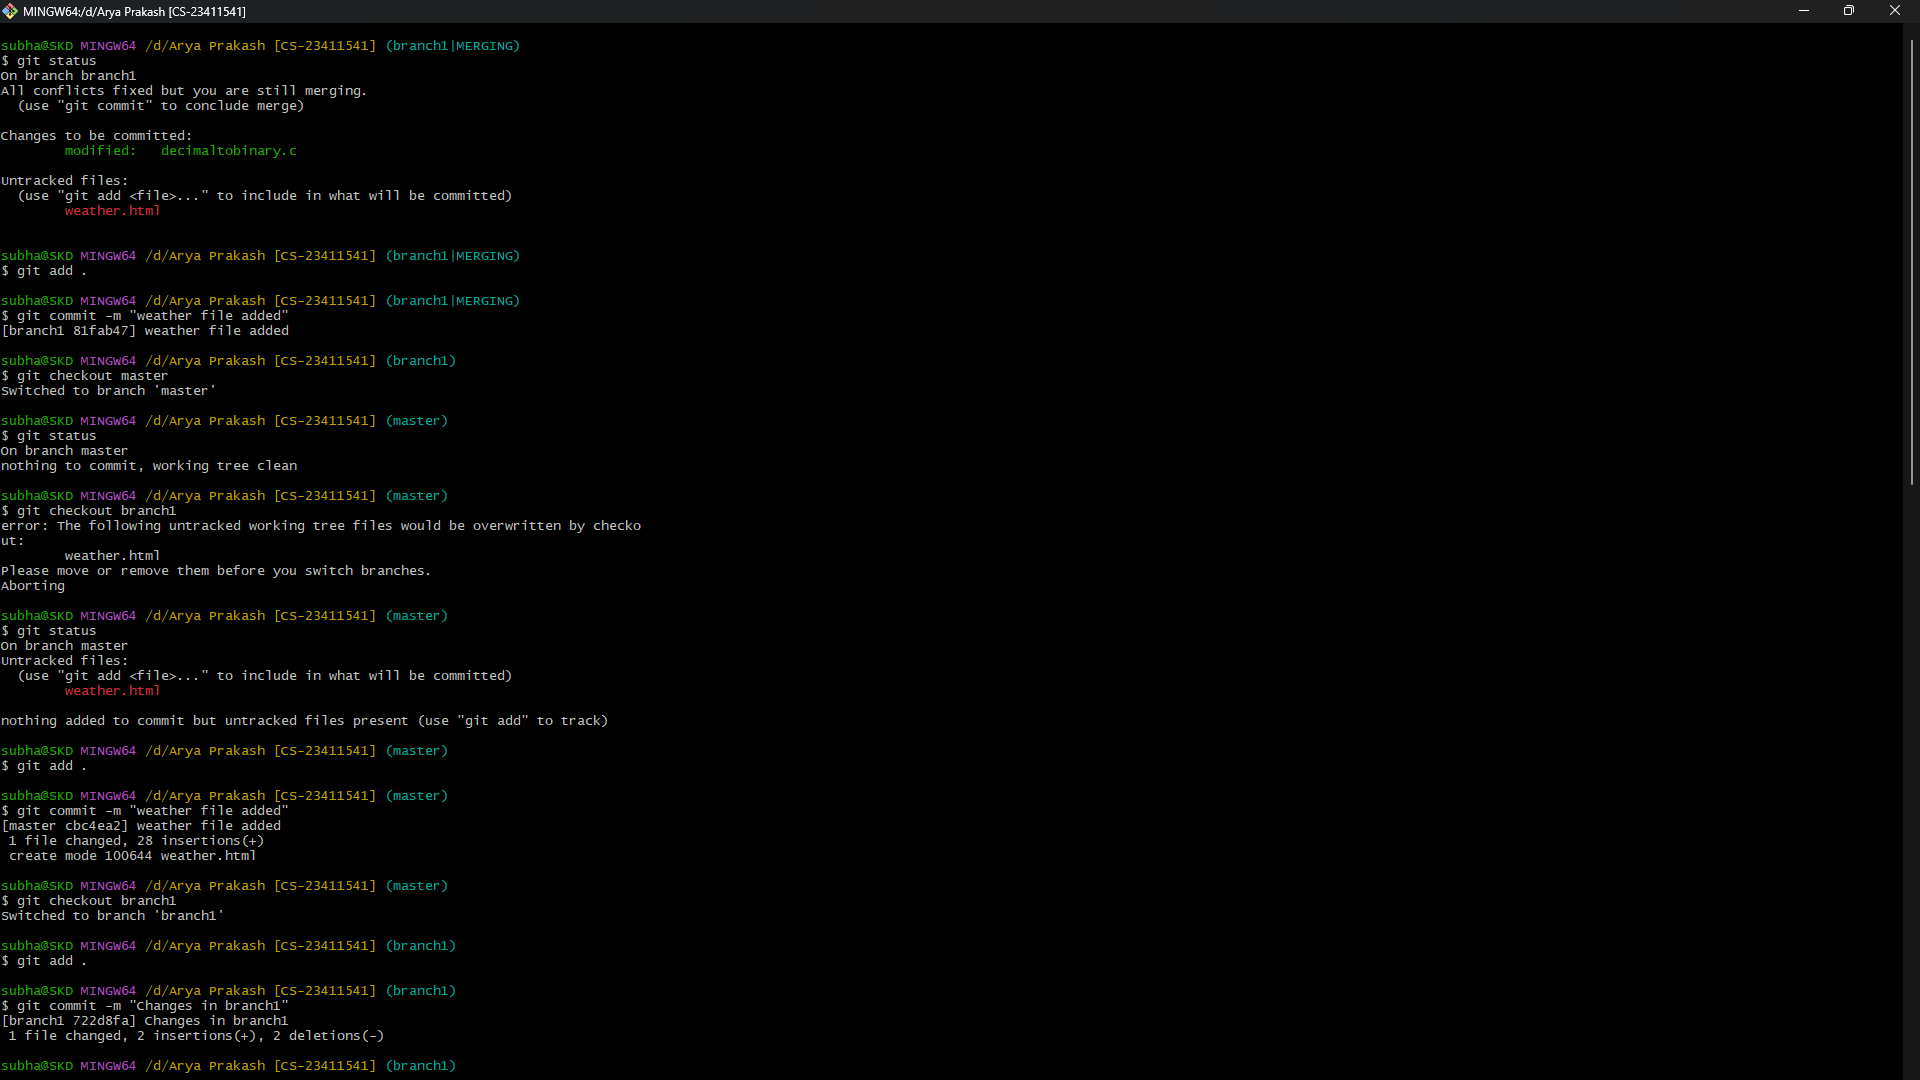 MINGW64:/d/Arya Prakash [CS-23411541]
subha@SKD MINGW64 /d/Arya Prakash [CS-23411541] (branch1|MERGING)
$ git status
On branch branch1
All conflicts fixed but you are still merging.
  (use "git commit" to conclude merge)
Changes to be committed:
        modified:   decimaltobinary.c
Untracked files:
  (use "git add <file>..." to include in what will be committed)
        weather.html
subha@SKD MINGW64 /d/Arya Prakash [CS-23411541] (branch1|MERGING)
$ git add .
subha@SKD MINGW64 /d/Arya Prakash [CS-23411541] (branch1|MERGING)
$ git commit -m "weather file added"
[branch1 81fab47] weather file added
subha@SKD MINGW64 /d/Arya Prakash [CS-23411541] (branch1)
$ git checkout master
Switched to branch 'master'
subha@SKD MINGW64 /d/Arya Prakash [CS-23411541] (master)
$ git status
On branch master
nothing to commit, working tree clean
subha@SKD MINGW64 /d/Arya Prakash [CS-23411541] (master)
$ git checkout branch1
error: The following untracked working tree files would be overwritten by checko
ut:
        weather.html
Please move or remove them before you switch branches.
Aborting
subha@SKD MINGW64 /d/Arya Prakash [CS-23411541] (master)
$ git status
On branch master
Untracked files:
  (use "git add <file>..." to include in what will be committed)
        weather.html
nothing added to commit but untracked files present (use "git add" to track)
subha@SKD MINGW64 /d/Arya Prakash [CS-23411541] (master)
$ git add .
subha@SKD MINGW64 /d/Arya Prakash [CS-23411541] (master)
$ git commit -m "weather file added"
[master cbc4ea2] weather file added
 1 file changed, 28 insertions(+)
 create mode 100644 weather.html
subha@SKD MINGW64 /d/Arya Prakash [CS-23411541] (master)
$ git checkout branch1
Switched to branch 'branch1'
subha@SKD MINGW64 /d/Arya Prakash [CS-23411541] (branch1)
$ git add .
subha@SKD MINGW64 /d/Arya Prakash [CS-23411541] (branch1)
$ git commit -m "Changes in branch1"
[branch1 722d8fa] Changes in branch1
 1 file changed, 2 insertions(+), 2 deletions(-)
subha@SKD MINGW64 /d/Arya Prakash [CS-23411541] (branch1)